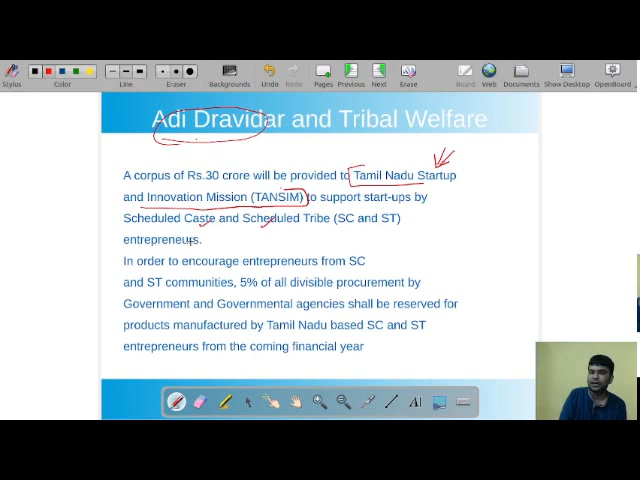 Stylus
Color
Line
Eraser
Backgrounds
Undo
Redo
Pages
Previous
Next
Erase
Board
Web
Documents
Show Desktop
OpenBoard
Adi Dravidar and Tribal Welfare
A corpus of Rs.30 crore will be provided to Tamil Nadu Startup
and Innovation Mission (TANSIM) to support start-ups by
Scheduled Caste and Scheduled Tribe (SC and ST)
entrepreneurs.
In order to encourage entrepreneurs from SC
and ST communities, 5% of all divisible procurement by
Government and Governmental agencies shall be reserved for
products manufactured by Tamil Nadu based SC and ST
entrepreneurs from the coming financial year